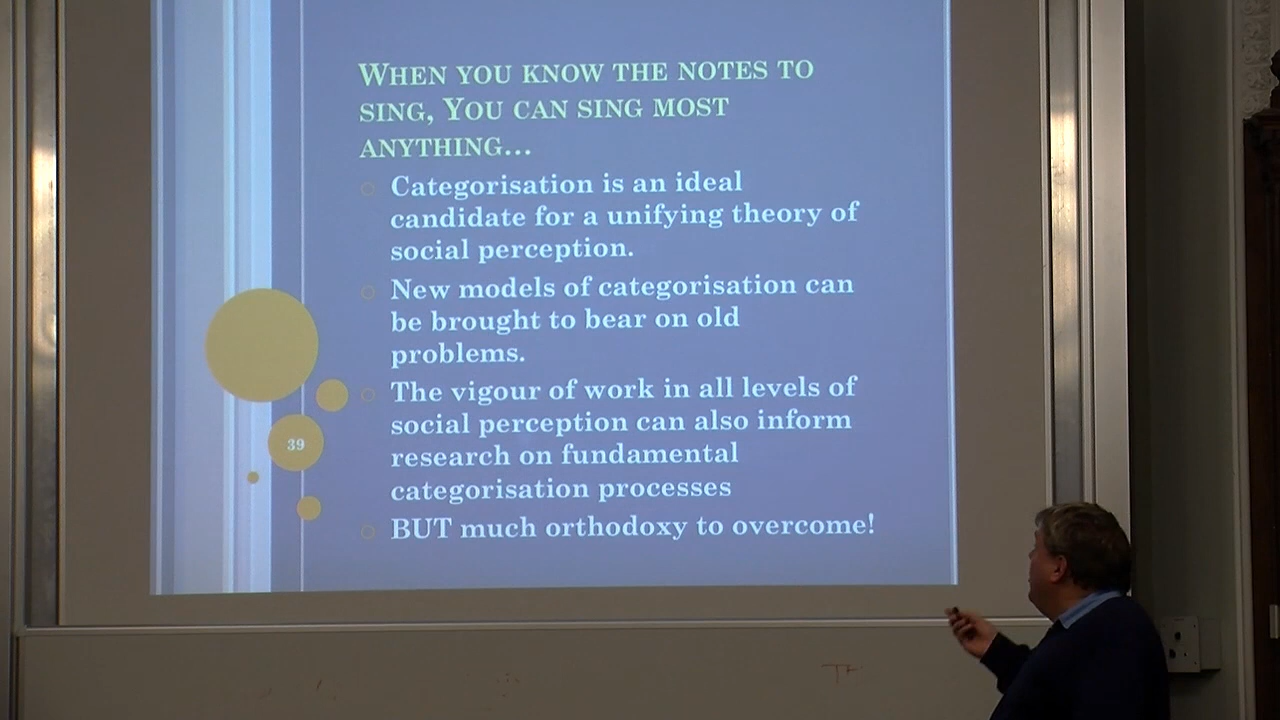 WHEN YOU KNOW THE NOTES TO
SING, YOU CAN SING MOST
ANYTHING...
Categorisation is an ideal
candidate for a unifying theory of
social perception.
New models of categorisation can
be brought to bear on old
problems.
The vigour of work in all levels of
social perception can also inform
research on fundamental
categorisation processes
BUT much orthodoxy to overcome!
39